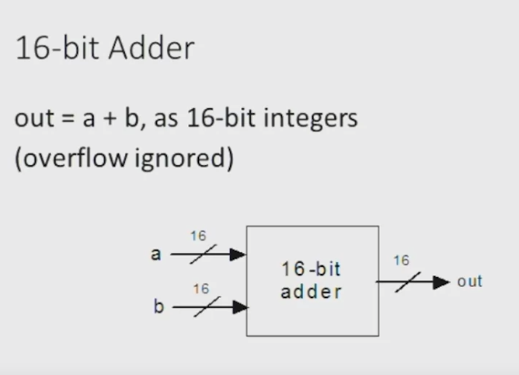 16-bit Adder
out = a + b, as 16-bit integers
(overflow ignored)
16
a
16
b
16-bit
adder
16
out